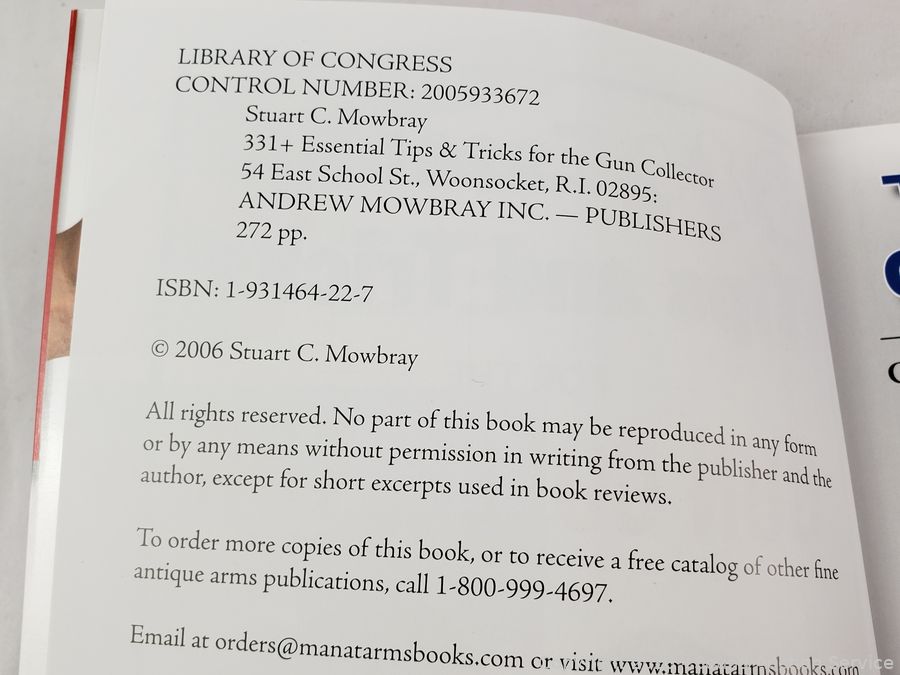 LIBRARY OF CONGRESS
CONTROL NUMBER: 2005933672
Stuart C. Mowbray
331+ Essential Tips & Tricks for the Gun Collector
54 East School St., Woonsocket, R.I. 02895:
ANDREW MOWBRAY INC. — PUBLISHERS
272 pp.
ISBN: 1-931464-22-7
© 2006 Stuart C. Mowbray
All rights reserved. No part of this book may be reproduced in any form
or by any means without permission in writing from the publisher and the
author, except for short excerpts used in book reviews.
To order more copies of this book, or to receive a free catalog of other fine
antique arms publications, call 1-800-999-4697.
Email at orders@manatarmsbooks.com or visit www.manatarmsbooks.com
Service